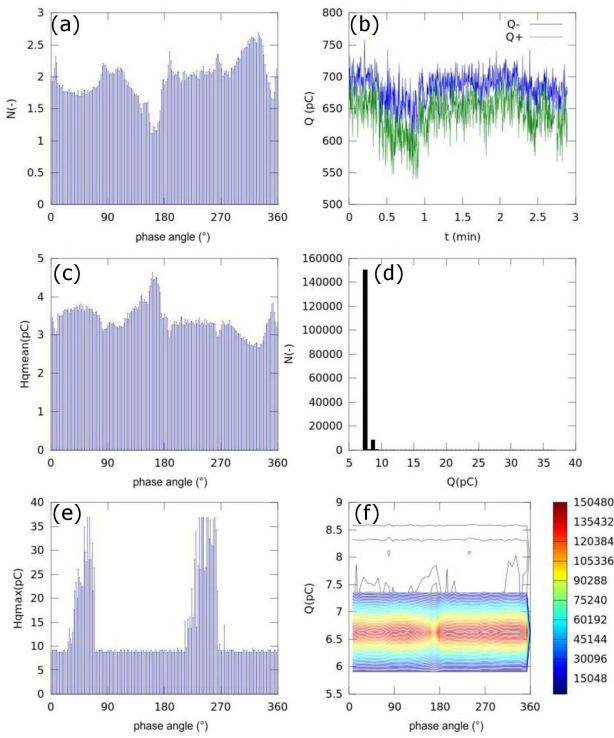 (a)
N(-)
3
2.5
2
1.5
1
0.5
0
0 90 180 270 360
phase angle (°)
(b)
Q-
Q+
Q (pC)
800
750
700
650
600
550
500
0 0.5 1 1.5 2 2.5 3
t (min)
(c)
Hqmean(pC)
5
4
3
2
1
0
0 90 180 270 360
phase angle (°)
(d)
N(-)
160000
140000
120000
100000
80000
60000
40000
20000
0
5 10 15 20 25 30 35 40
Q(pC)
(e)
Hqmax(pC)
40
35
30
25
20
15
10
5
0
0 90 180 270 360
phase angle (°)
(f)
Q(pC)
9
8.5
8
7.5
7
6.5
6
5.5
0 90 180 270 360
phase angle (°)
150480
135432
120384
105336
90288
75240
60192
45144
30096
15048